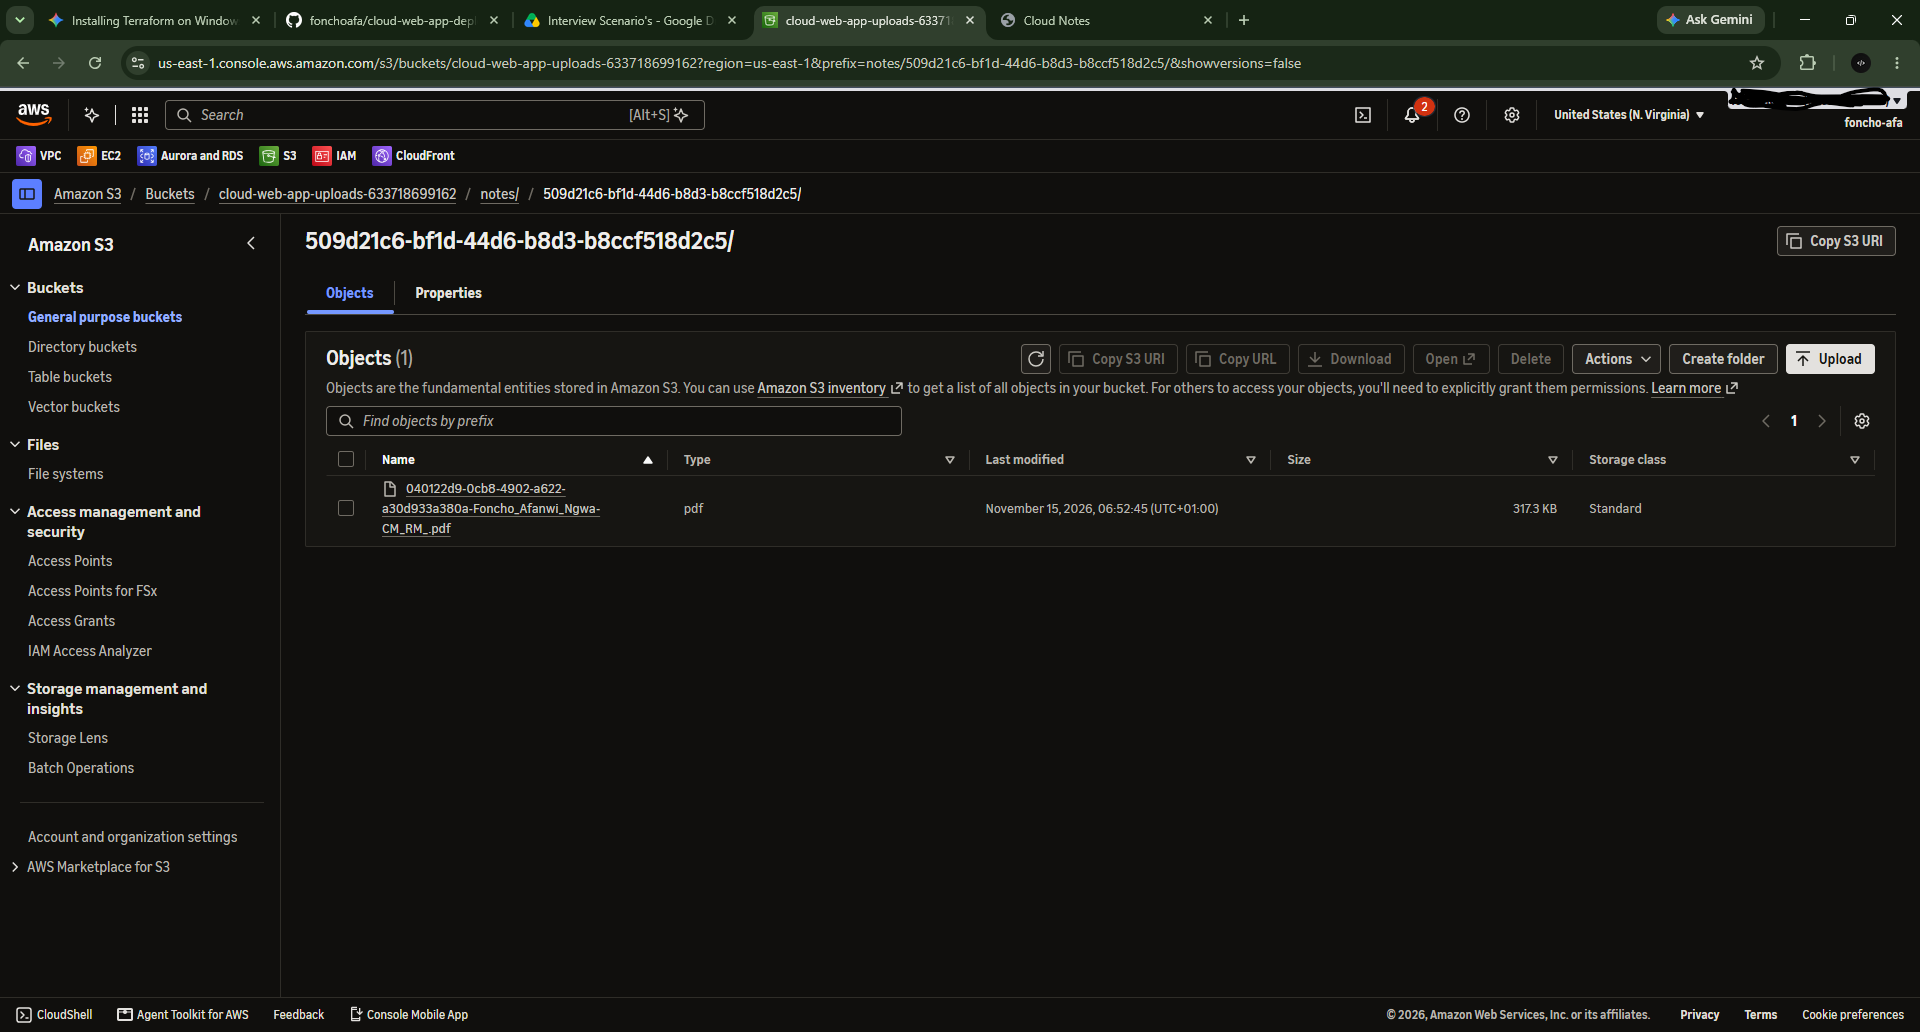 Installing Terraform on Window
fonchoafa/cloud-web-app-depl
Interview Scenario's - Google D
cloud-web-app-uploads-63371
Cloud Notes
Ask Gemini
us-east-1.console.aws.amazon.com/s3/buckets/cloud-web-app-uploads-633718699162?region=us-east-1&prefix=notes/509d21c6-bf1d-44d6-b8d3-b8ccf518d2c5/&showversions=false
aws
Search
[Alt+S]
2
United States (N. Virginia)
foncho-afa
VPC
EC2
Aurora and RDS
S3
IAM
CloudFront
Amazon S3 / Buckets / cloud-web-app-uploads-633718699162 / notes/ / 509d21c6-bf1d-44d6-b8d3-b8ccf518d2c5/
Amazon S3
Buckets
General purpose buckets
Directory buckets
Table buckets
Vector buckets
Files
File systems
Access management and
security
Access Points
Access Points for FSx
Access Grants
IAM Access Analyzer
Storage management and
insights
Storage Lens
Batch Operations
Account and organization settings
AWS Marketplace for S3
509d21c6-bf1d-44d6-b8d3-b8ccf518d2c5/
Copy S3 URI
Objects
Properties
Objects (1)
Copy S3 URI
Copy URL
Download
Open
Delete
Actions
Create folder
Upload
Objects are the fundamental entities stored in Amazon S3. You can use Amazon S3 inventory to get a list of all objects in your bucket. For others to access your objects, you'll need to explicitly grant them permissions. Learn more
Find objects by prefix
1
Name
Type
Last modified
Size
Storage class
040122d9-0cb8-4902-a622-
a30d933a380a-Foncho_Afanwi_Ngwa-
CM_RM_.pdf
pdf
November 15, 2026, 06:52:45 (UTC+01:00)
317.3 KB
Standard
CloudShell
Agent Toolkit for AWS
Feedback
Console Mobile App
© 2026, Amazon Web Services, Inc. or its affiliates.
Privacy
Terms
Cookie preferences